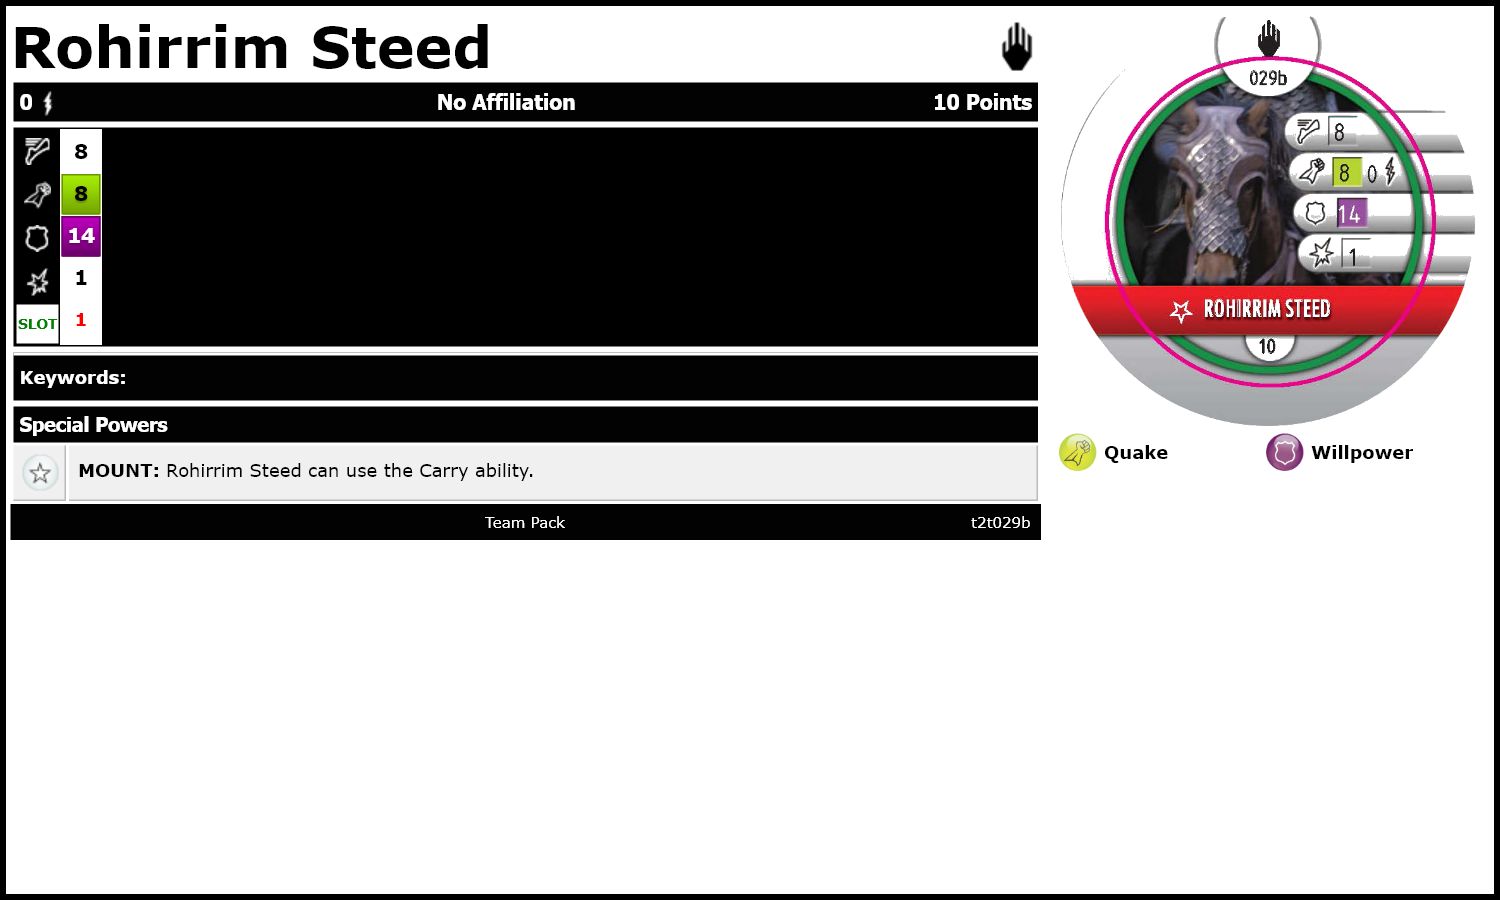 Rohirrim Steed
0 No Affiliation 10 Points
8
8
14
1
SLOT 1
Keywords:
Special Powers
MOUNT: Rohirrim Steed can use the Carry ability.
Team Pack t2t029b
029b
8
8 0
14
1
ROHIRRIM STEED
10
Quake Willpower